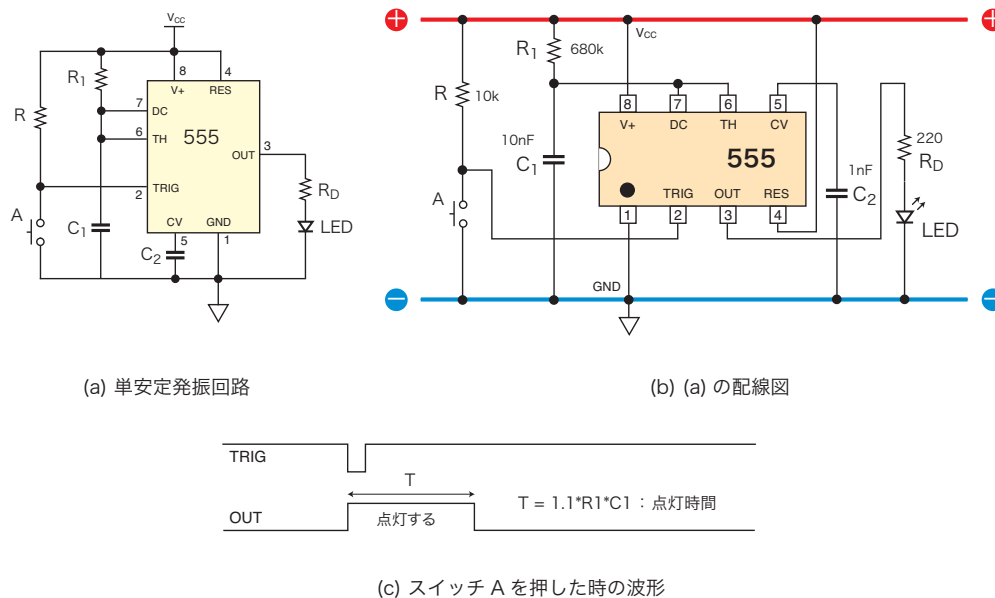 Vcc
R1
8
4
V+
RES
7
DC
R
6
TH
555
3
OUT
RD
TRIG
2
A
LED
C1
CV
GND
C2
5
1
(a) 単安定発振回路
Vcc
R1
680k
R
10k
8
7
6
5
V+
DC
TH
CV
10nF
C1
555
220
RD
1nF
C2
A
TRIG
OUT
RES
1
2
3
4
LED
GND
(b) (a) の配線図
TRIG
T
T = 1.1*R1*C1 : 点灯時間
OUT
点灯する
(c) スイッチ A を押した時の波形